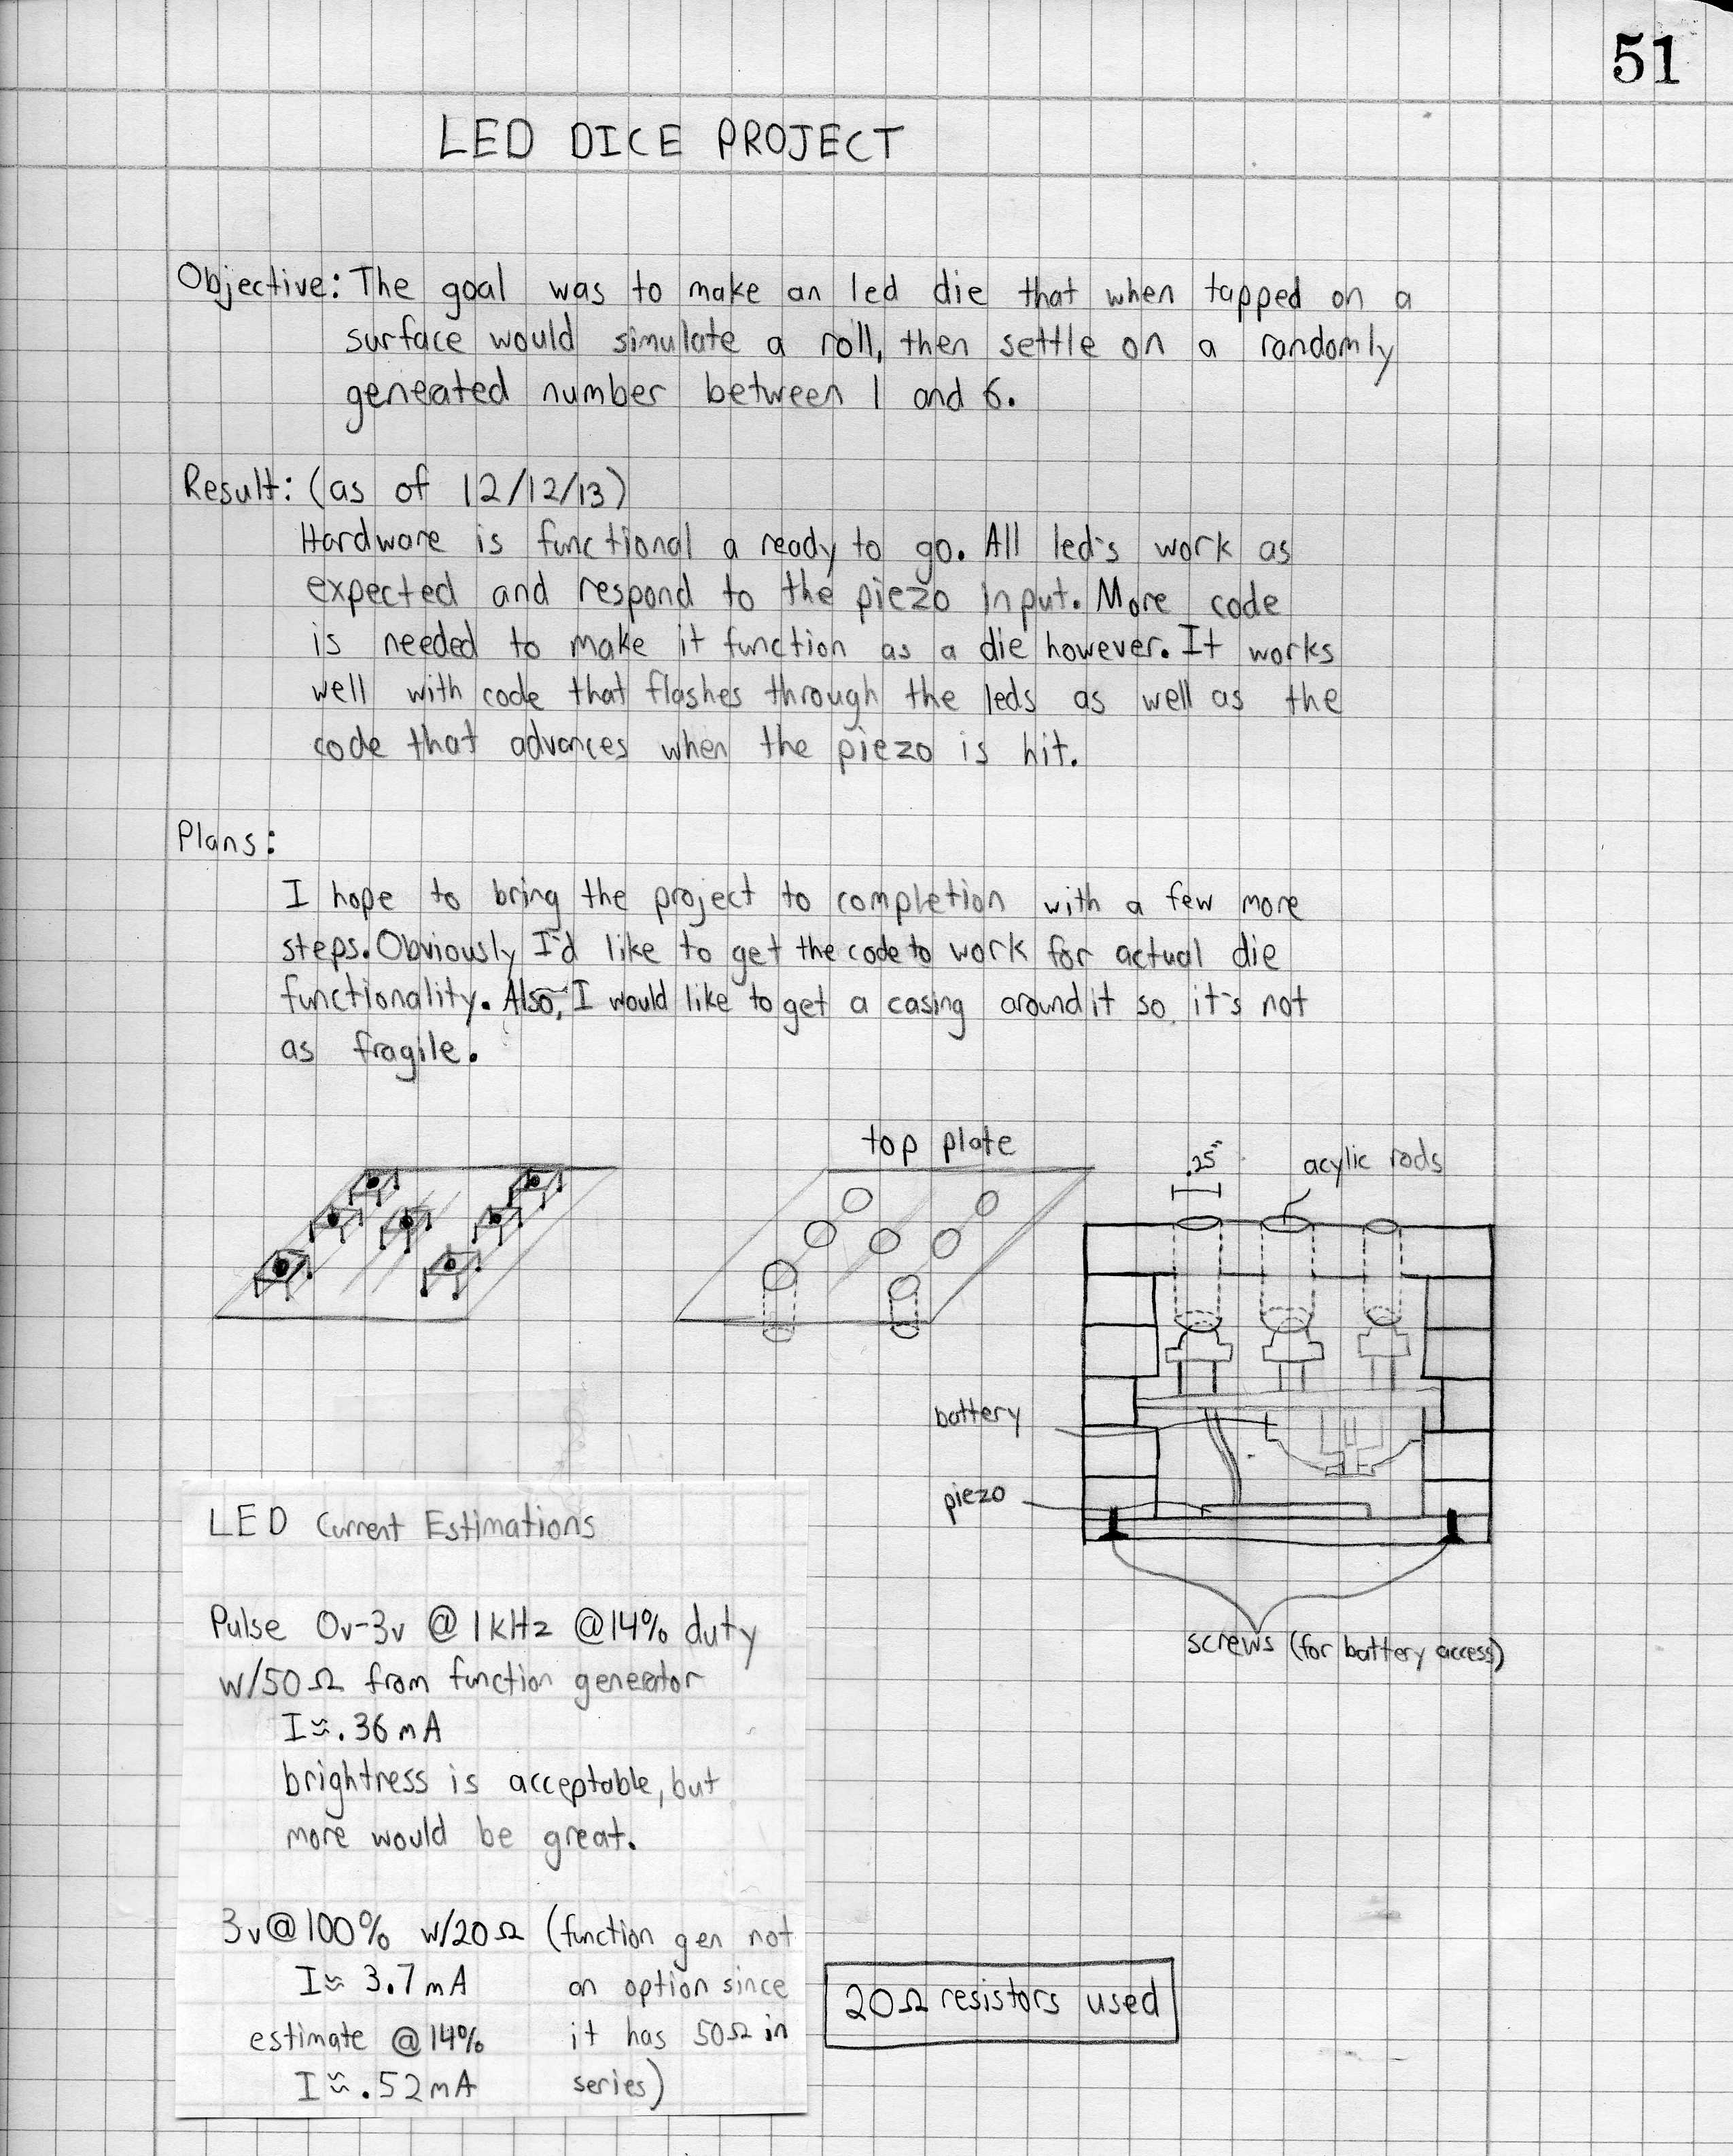 51
LED DICE PROJECT
Objective: The goal was to make an led die that when tapped on a
surface would simulate a roll, then settle on a randomly
geneated number between 1 and 6.
Result: (as of 12/12/13)
Hardware is functional a ready to go. All led's work as
expected and respond to the piezo input. More code
is needed to make it function as a die however. It works
well with code that flashes through the leds as well as the
code that advances when the piezo is hit.
Plans:
I hope to bring the project to completion with a few more
steps. Obviously I'd like to get the code to work for actual die
functionality. Also, I would like to get a casing around it so it's not
as fragile.
top plate
.25"
acylic rods
battery
piezo
screws (for battery access)
LED Current Estimations
Pulse 0v-3v @ 1kHz @14% duty
w/50Ω from function generator
I≈.36mA
brightness is acceptable, but
more would be great.
3v@100% w/20Ω (function gen not
I≈ 3.7mA an option since
estimate @14% it has 50Ω in
I≈.52mA series)
20Ω resistors used